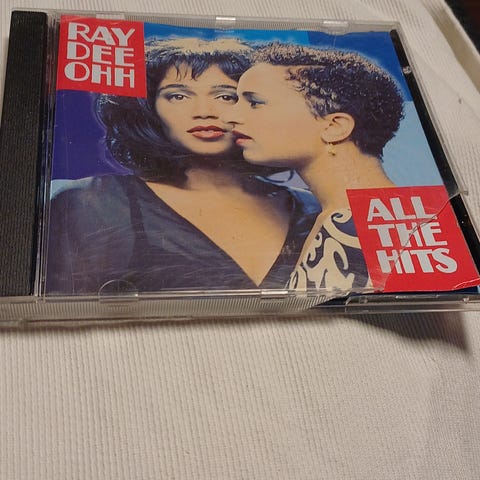 RAY
DEE
OHH
ALL
THE
HITS